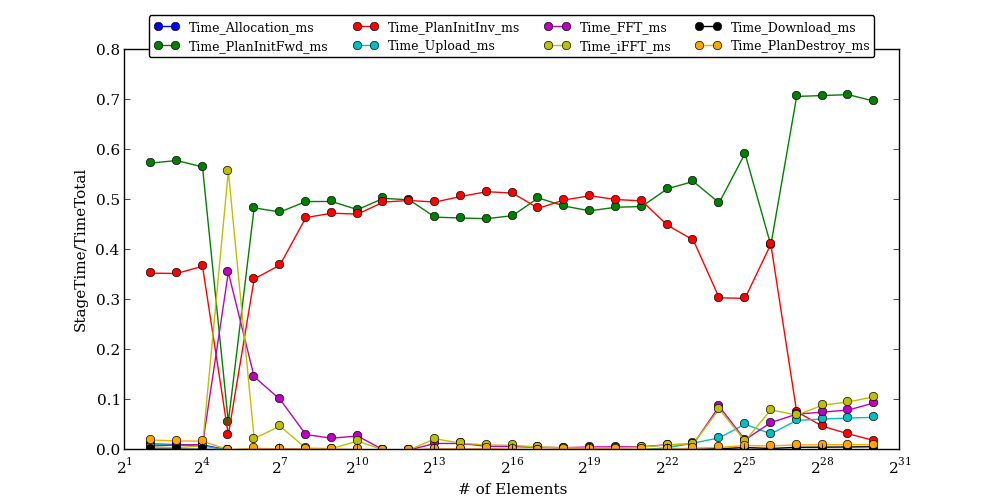 Time_Allocation_ms Time_PlanInitInv_ms Time_FFT_ms Time_Download_ms
Time_PlanInitFwd_ms Time_Upload_ms Time_iFFT_ms Time_PlanDestroy_ms
0.8
0.7
0.6
0.5
0.4
0.3
0.2
0.1
0.0
StageTime/TimeTotal
2^1 2^4 2^7 2^10 2^13 2^16 2^19 2^22 2^25 2^28 2^31
# of Elements